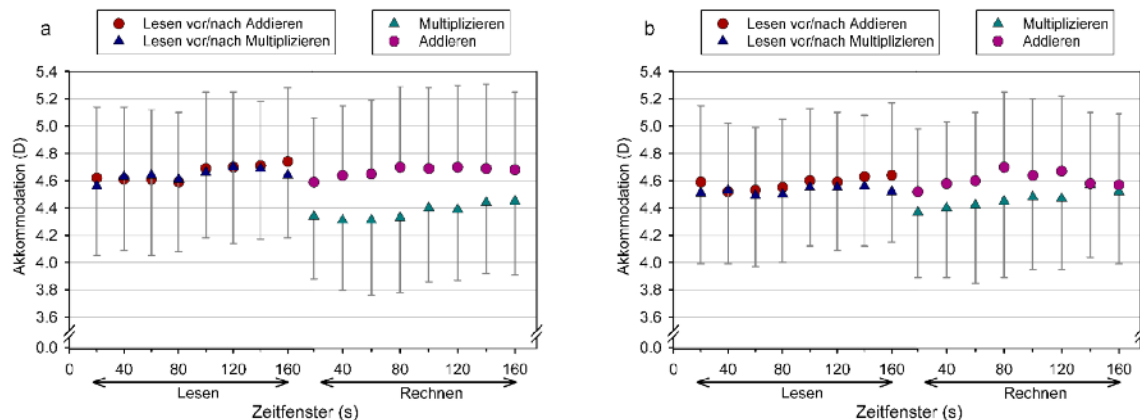 a
Lesen vor/nach Addieren
Lesen vor/nach Multiplizieren
Multiplizieren
Addieren
Akkommodation (D)
5.4
5.2
5.0
4.8
4.6
4.4
4.2
4.0
3.8
3.6
0.0
0 40 80 120 160 40 80 120 160
Lesen Rechnen
Zeitfenster (s)
b
Lesen vor/nach Addieren
Lesen vor/nach Multiplizieren
Multiplizieren
Addieren
Akkommodation (D)
5.4
5.2
5.0
4.8
4.6
4.4
4.2
4.0
3.8
3.6
0.0
0 40 80 120 160 40 80 120 160
Lesen Rechnen
Zeitfenster (s)